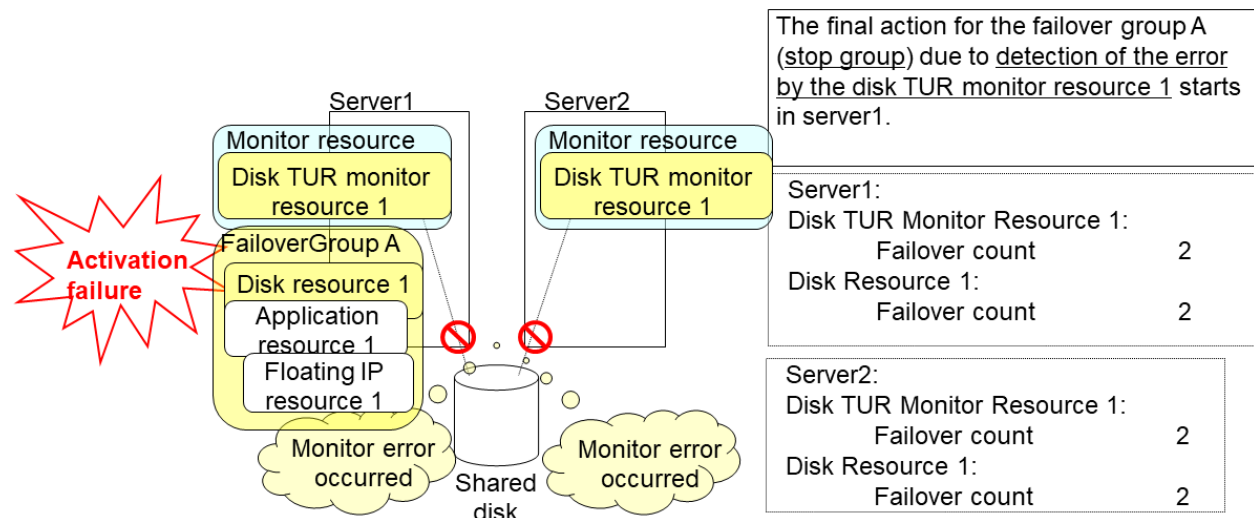 The final action for the failover group A
(stop group) due to detection of the error
by the disk TUR monitor resource 1 starts
in server1.
Server1
Server2
Monitor resource
Disk TUR monitor
resource 1
Monitor resource
Disk TUR monitor
resource 1
Activation
failure
FailoverGroup A
Disk resource 1
Application
resource 1
Floating IP
resource 1
Monitor error
occurred
Shared
disk
Monitor error
occurred
Server1:
Disk TUR Monitor Resource 1:
Failover count 2
Disk Resource 1:
Failover count 2
Server2:
Disk TUR Monitor Resource 1:
Failover count 2
Disk Resource 1:
Failover count 2